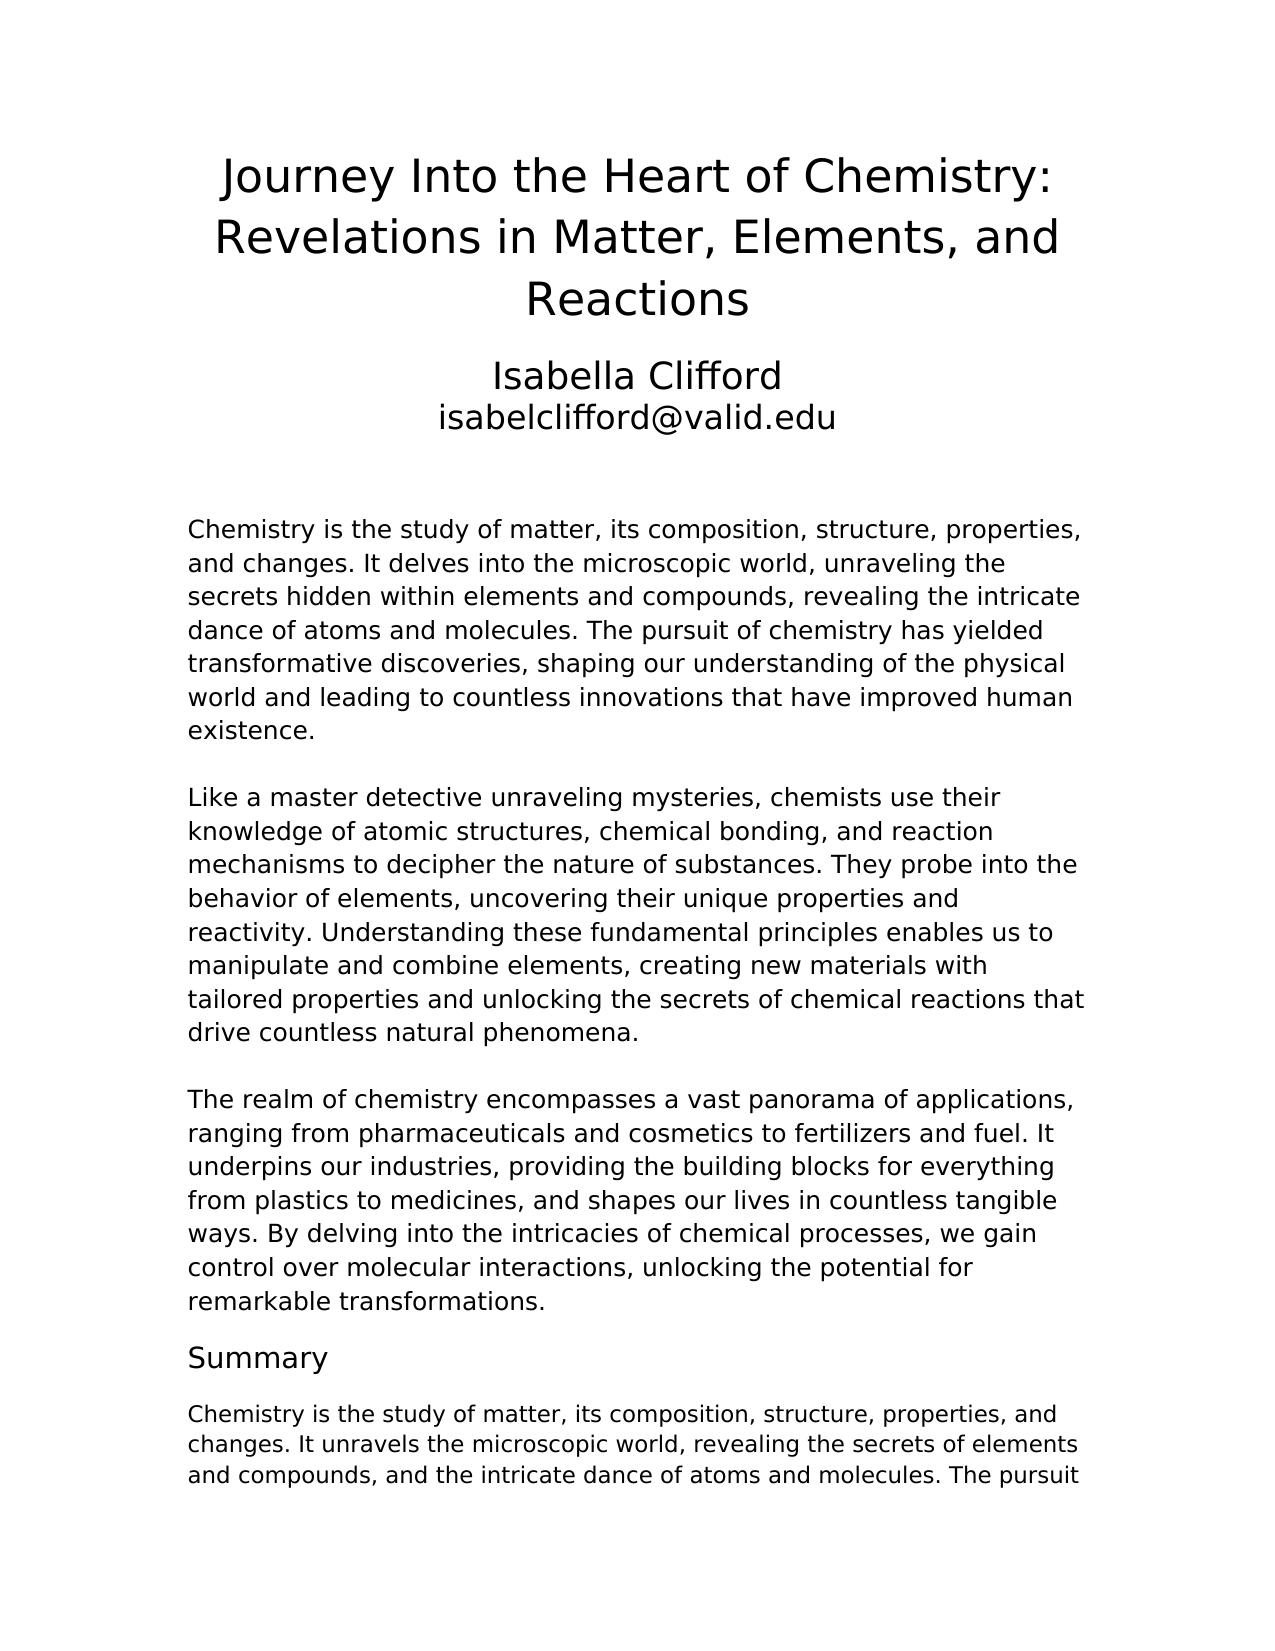 Journey Into the Heart of Chemistry:
Revelations in Matter, Elements, and
Reactions
Isabella Clifford
isabelclifford@valid.edu
Chemistry is the study of matter, its composition, structure, properties,
and changes. It delves into the microscopic world, unraveling the
secrets hidden within elements and compounds, revealing the intricate
dance of atoms and molecules. The pursuit of chemistry has yielded
transformative discoveries, shaping our understanding of the physical
world and leading to countless innovations that have improved human
existence.
Like a master detective unraveling mysteries, chemists use their
knowledge of atomic structures, chemical bonding, and reaction
mechanisms to decipher the nature of substances. They probe into the
behavior of elements, uncovering their unique properties and
reactivity. Understanding these fundamental principles enables us to
manipulate and combine elements, creating new materials with
tailored properties and unlocking the secrets of chemical reactions that
drive countless natural phenomena.
The realm of chemistry encompasses a vast panorama of applications,
ranging from pharmaceuticals and cosmetics to fertilizers and fuel. It
underpins our industries, providing the building blocks for everything
from plastics to medicines, and shapes our lives in countless tangible
ways. By delving into the intricacies of chemical processes, we gain
control over molecular interactions, unlocking the potential for
remarkable transformations.
Summary
Chemistry is the study of matter, its composition, structure, properties, and
changes. It unravels the microscopic world, revealing the secrets of elements
and compounds, and the intricate dance of atoms and molecules. The pursuit